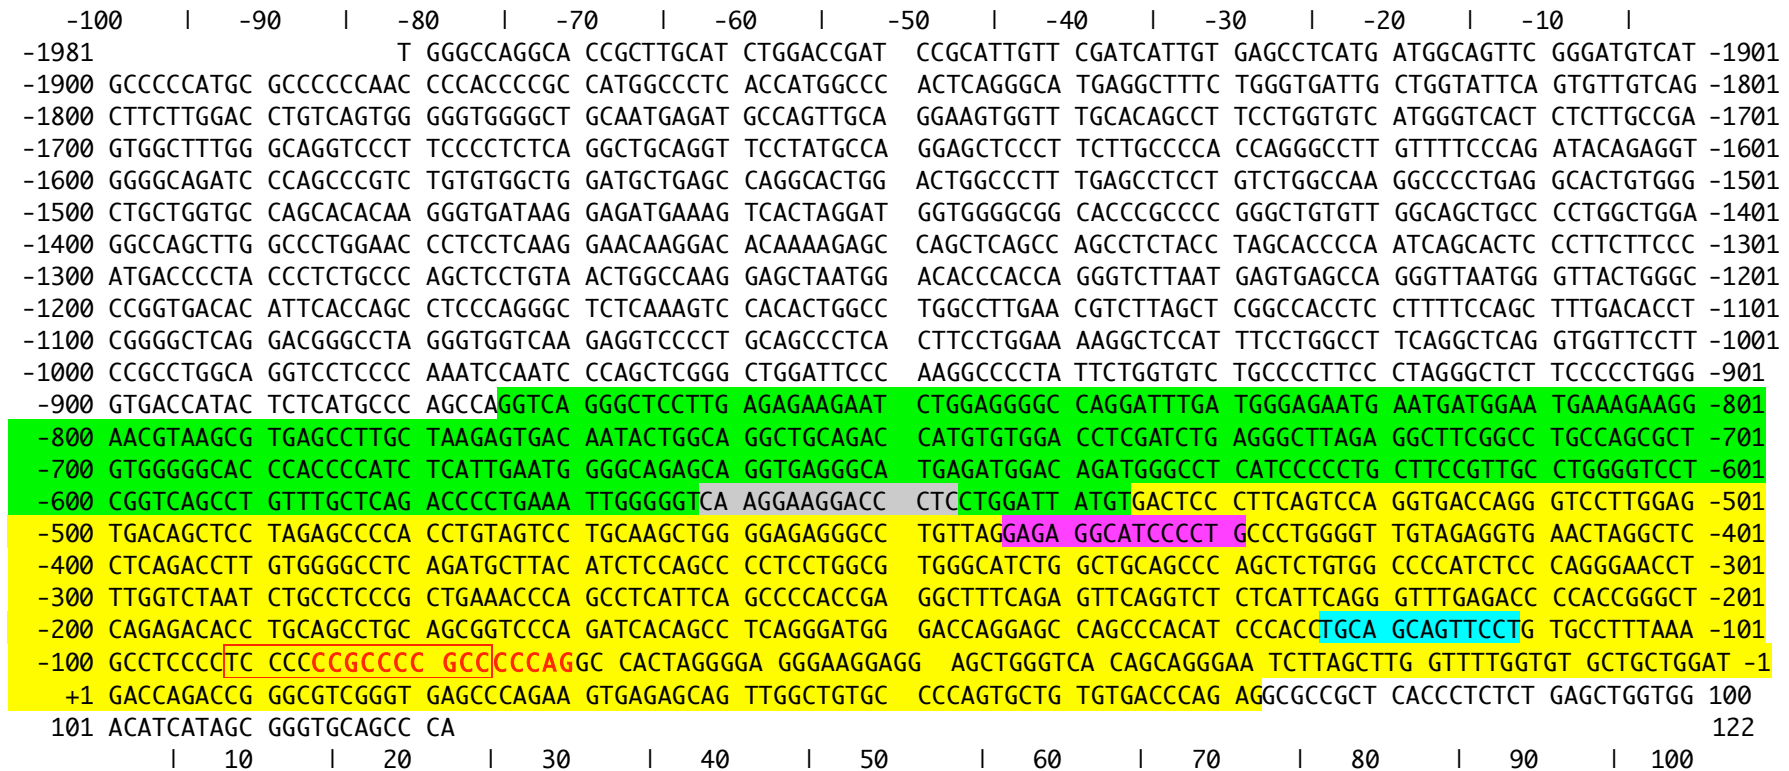 -100 | -90 | -80 | -70 | -60 | -50 | -40 | -30 | -20 | -10 |
-1981 T GGGCCAGGCA CCGCTTGCAT CTGGACCGAT CCGCATTGTT CGATCATTGT GAGCCTCATG ATGGCAGTTC GGGATGTCAT -1901
-1900 GCCCCCATGC GCCCCCCAAC CCCACCCCGC CATGGCCCTC ACCATGGCCC ACTCAGGGCA TGAGGCTTTC TGGGTGATTG CTGGTATTCA GTGTTGTCAG -1801
-1800 CTTCTTGGAC CTGTCAGTGG GGGTGGGGCT GCAATGAGAT GCCAGTTGCA GGAAGTGGTT TGCACAGCCT TCCTGGTGTC ATGGGTCACT CTCTTGCCGA -1701
-1700 GTGGCTTTGG GCAGGTCCCT TCCCCTCTCA GGCTGCAGGT TCCTATGCCA GGAGCTCCCT TCTTGCCCCA CCAGGGCCTT GTTTTCCCAG ATACAGAGGT -1601
-1600 GGGGCAGATC CCAGCCCGTC TGTGTGGCTG GATGCTGAGC CAGGCACTGG ACTGGCCCTT TGAGCCTCCT GTCTGGCCAA GGCCCCTGAG GCACTGTGGG -1501
-1500 CTGCTGGTGC CAGCACACAA GGGTGATAAG GAGATGAAAG TCACTAGGAT GGTGGGGCGG CACCCGCCCC GGGCTGTGTT GGCAGCTGCC CCTGGCTGGA -1401
-1400 GGCCAGCTTG GCCCTGGAAC CCTCCTCAAG GAACAAGGAC ACAAAAGAGC CAGCTCAGCC AGCCTCTACC TAGCACCCCA ATCAGCACTC CCTTCTTCCC -1301
-1300 ATGACCCCTA CCCTCTGCCC AGCTCCTGTA ACTGGCCAAG GAGCTAATGG ACACCCACCA GGGTCTTAAT GAGTGAGCCA GGGTTAATGG GTTACTGGGC -1201
-1200 CCGGTGACAC ATTCACCAGC CTCCCAGGGC TCTCAAAGTC CACACTGGCC TGGCCTTGAA CGTCTTAGCT CGGCCACCTC CTTTTCCAGC TTTGACACCT -1101
-1100 CGGGGCTCAG GACGGGCCTA GGGTGGTCAA GAGGTCCCCT GCAGCCCTCA CTTCCTGGAA AAGGCTCCAT TTCCTGGCCT TCAGGCTCAG GTGGTTCCTT -1001
-1000 CCGCCTGGCA GGTCCTCCCC AAATCCAATC CCAGCTCGGG CTGGATTCCC AAGGCCCCTA TTCTGGTGTC TGCCCCTTCC CTAGGGCTCT TCCCCCTGGG -901
-900 GTGACCATAC TCTCATGCCC AGCCAGGTCA GGGCTCCTTG AGAGAAGAAT CTGGAGGGGC CAGGATTTGA TGGGAGAATG AATGATGGAA TGAAAGAAGG -801
-800 AACGTAAGCG TGAGCCTTGC TAAGAGTGAC AATACTGGCA GGCTGCAGAC CATGTGTGGA CCTCGATCTG AGGGCTTAGA GGCTTCGGCC TGCCAGCGCT -701
-700 GTGGGGGCAC CCACCCCATC TCATTGAATG GGGCAGAGCA GGTGAGGGCA TGAGATGGAC AGATGGGCCT CATCCCCCTG CTTCCGTTGC CTGGGGTCCT -601
-600 CGGTCAGCCT GTTTGCTCAG ACCCCTGAAA TTGGGGGTCA AGGAAGGACC CTCCTGGATT ATGTGACTCC CTTCAGTCCA GGTGACCAGG GTCCTTGGAG -501
-500 TGACAGCTCC TAGAGCCCCA CCTGTAGTCC TGCAAGCTGG GGAGAGGGCC TGTTAGGAGA GGCATCCCCT GCCCTGGGGT TGTAGAGGTG AACTAGGCTC -401
-400 CTCAGACCTT GTGGGGCCTC AGATGCTTAC ATCTCCAGCC CCTCCTGGCG TGGGCATCTG GCTGCAGCCC AGCTCTGTGG CCCCATCTCC CAGGGAACCT -301
-300 TTGGTCTAAT CTGCCTCCCG CTGAAACCCA GCCTCATTCA GCCCCACCGA GGCTTTCAGA GTTCAGGTCT CTCATTCAGG GTTTGAGACC CCACCGGGCT -201
-200 CAGAGACACC TGCAGCCTGC AGCGGTCCCA GATCACAGCC TCAGGGATGG GACCAGGAGC CAGCCCACAT CCCACCTGCA GCAGTTCCTG TGCCTTTAAA -101
-100 GCCTCCCCTC CCCCCGCCCC GCCCCCAGGC CACTAGGGGA GGGAAGGAGG AGCTGGGTCA CAGCAGGGAA TCTTAGCTTG GTTTTGGTGT GCTGCTGGAT -1
+1 GACCAGACCG GGCGTCGGGT GAGCCCAGAA GTGAGAGCAG TTGGCTGTGC CCCAGTGCTG TGTGACCCAG AGGCGCCGCT CACCCTCTCT GAGCTGGTGG 100
101 ACATCATAGC GGGTGCAGCC CA 122
| 10 | 20 | 30 | 40 | 50 | 60 | 70 | 80 | 90 | 100